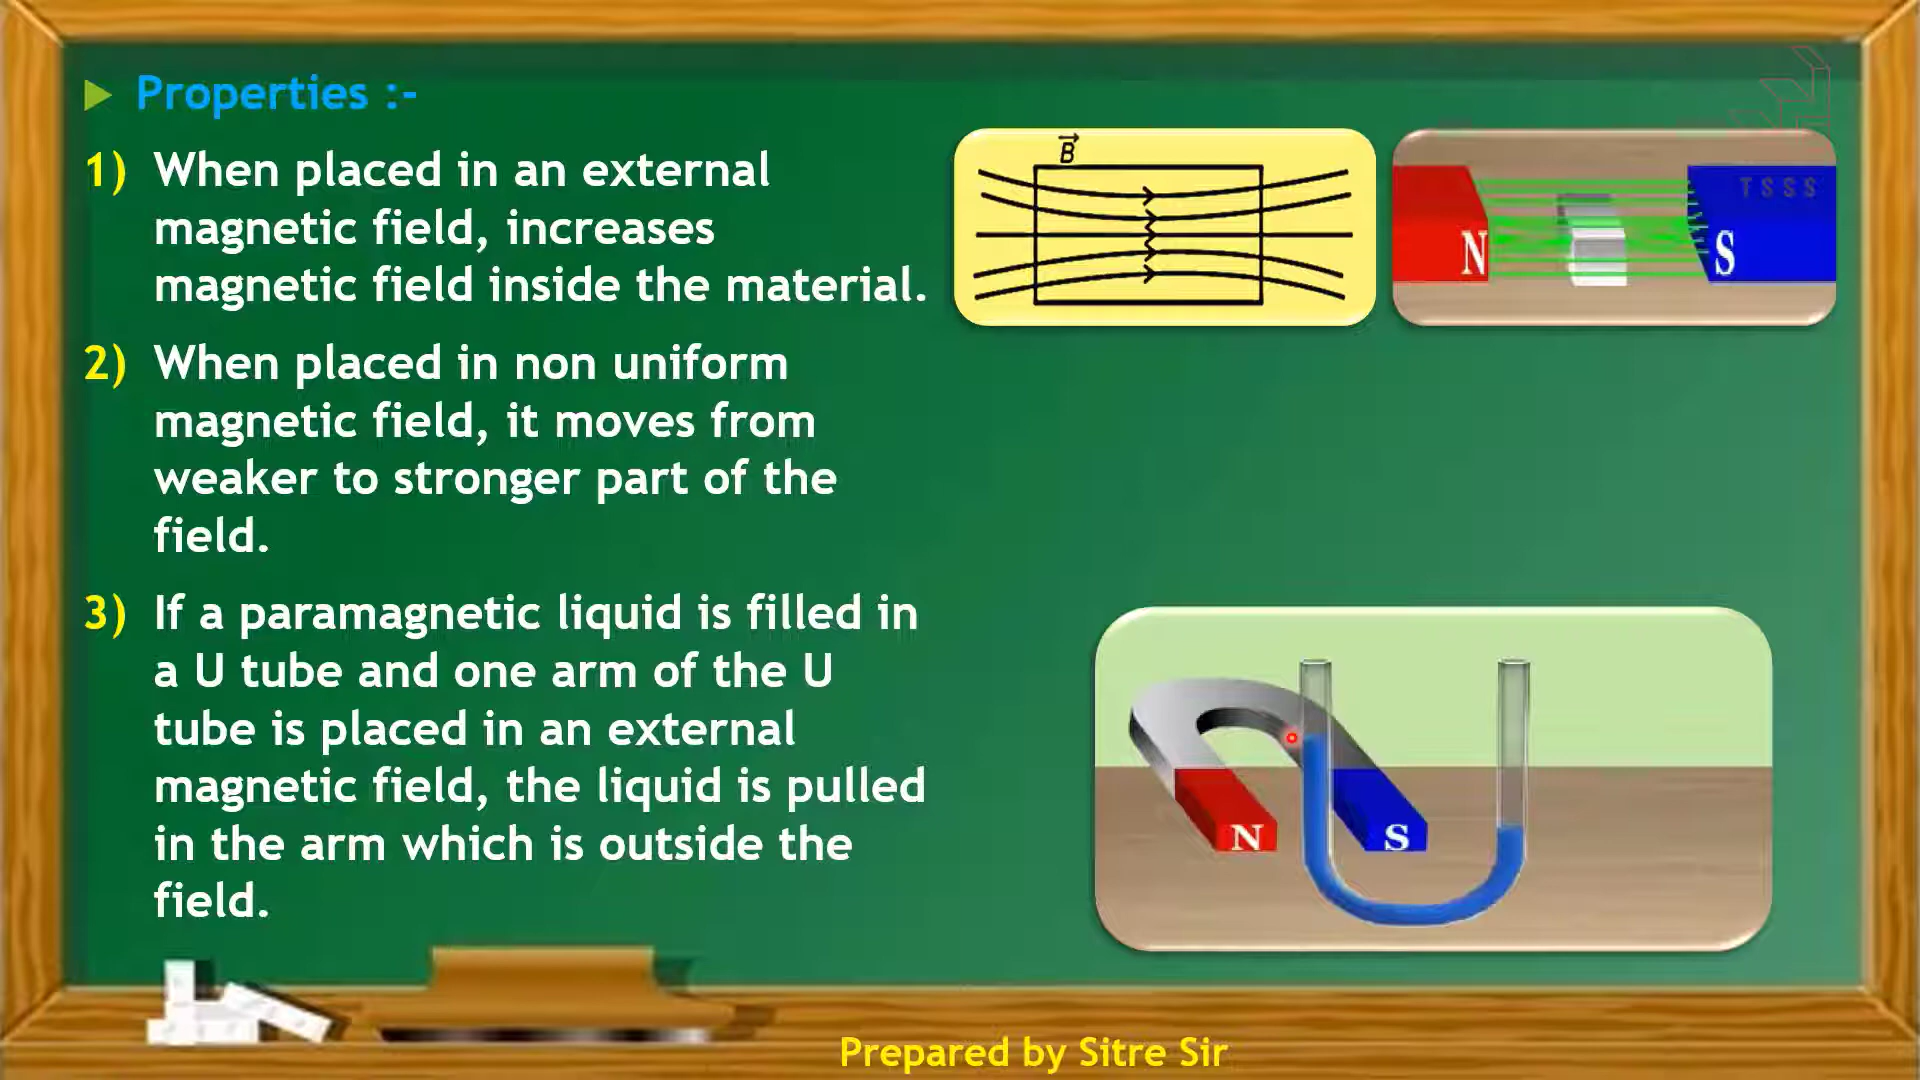 Properties :-
1) When placed in an external
magnetic field, increases
magnetic field inside the material.
2) When placed in non uniform
magnetic field, it moves from
weaker to stronger part of the
field.
3) If a paramagnetic liquid is filled in
a U tube and one arm of the U
tube is placed in an external
magnetic field, the liquid is pulled
in the arm which is outside the
field.
B
N
S
TSSS
N
S
Prepared by Sitre Sir